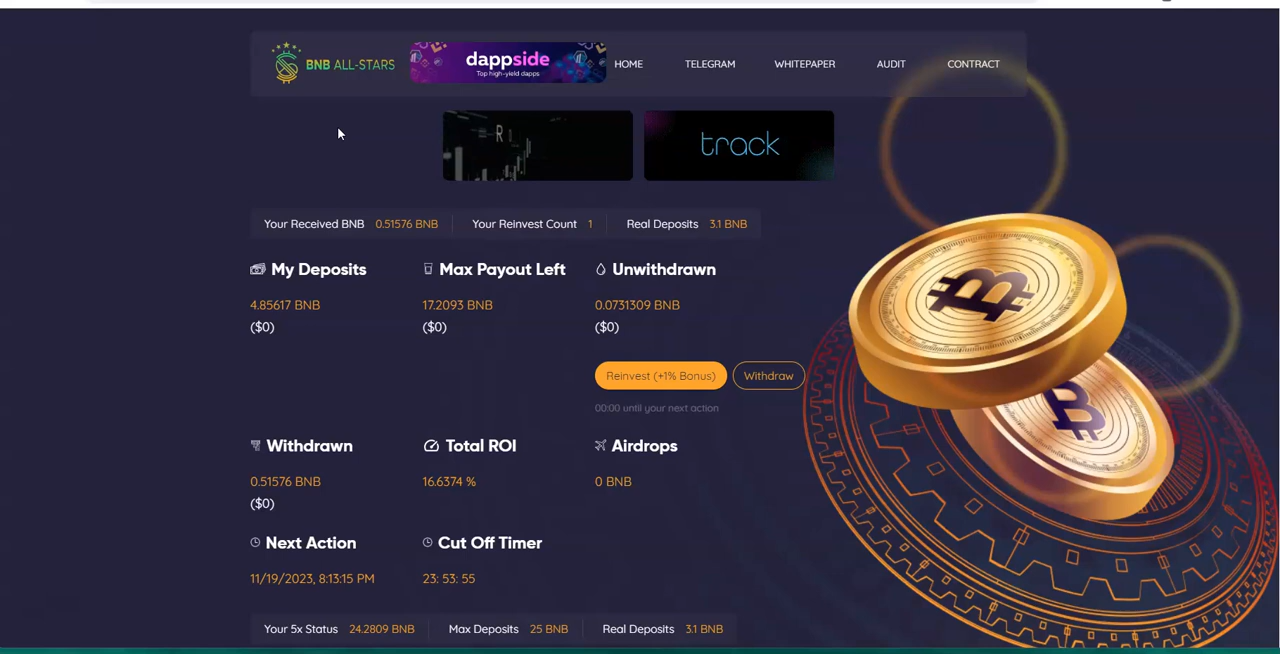 BNB ALL-STARS
dappside
Top high-yield dapps
HOME TELEGRAM WHITEPAPER AUDIT CONTRACT
R
track
Your Received BNB 0.51576 BNB Your Reinvest Count 1 Real Deposits 3.1 BNB
My Deposits Max Payout Left Unwithdrawn
4.85617 BNB 17.2093 BNB 0.0731309 BNB
($0) ($0) ($0)
Reinvest (+1% Bonus) Withdraw
00:00 until your next action
Withdrawn Total ROI Airdrops
0.51576 BNB 16.6374 % 0 BNB
($0)
Next Action Cut Off Timer
11/19/2023, 8:13:15 PM 23: 53: 55
Your 5x Status 24.2809 BNB Max Deposits 25 BNB Real Deposits 3.1 BNB